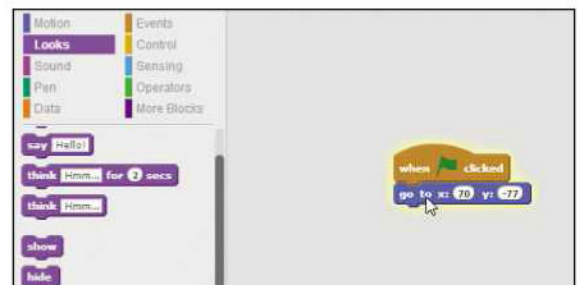 Motion Events
Looks Control
Sound Sensing
Pen Operators
Data More Blocks
say Hello!
think Hmm... for 2 secs
think Hmm...
show
hide
when clicked
go to x: 70 y: -77